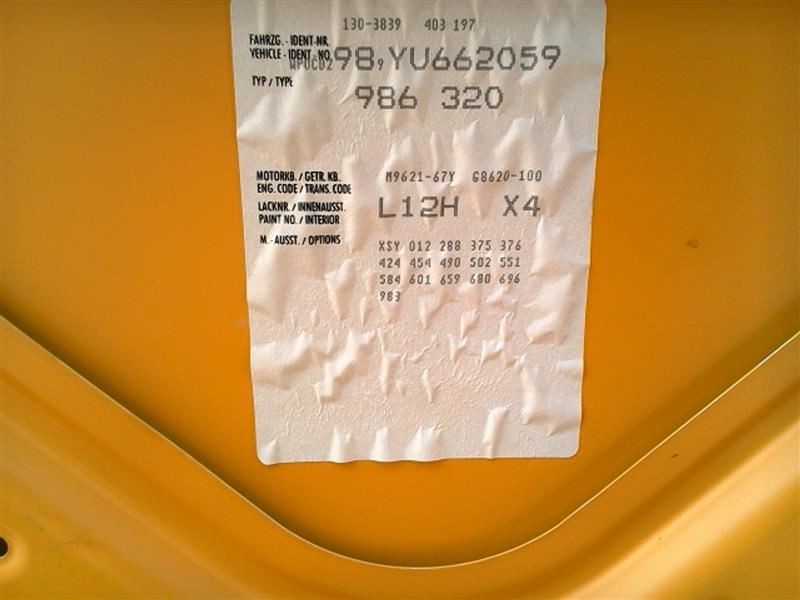 130-3839 403 197
FAHRZG. - IDENT-NR.
VEHICLE - IDENT - NO. WP0CB2989YU662059
TYP / TYPE 986 320
MOTORKB. / GETR. KB. M9621-67Y G8620-100
ENG. CODE / TRANS. CODE
LACKNR. / INNENAUSST. L12H X4
PAINT NO. / INTERIOR
M. - AUSST. / OPTIONS XSY 012 288 375 376
424 454 490 502 551
584 601 659 680 696
983